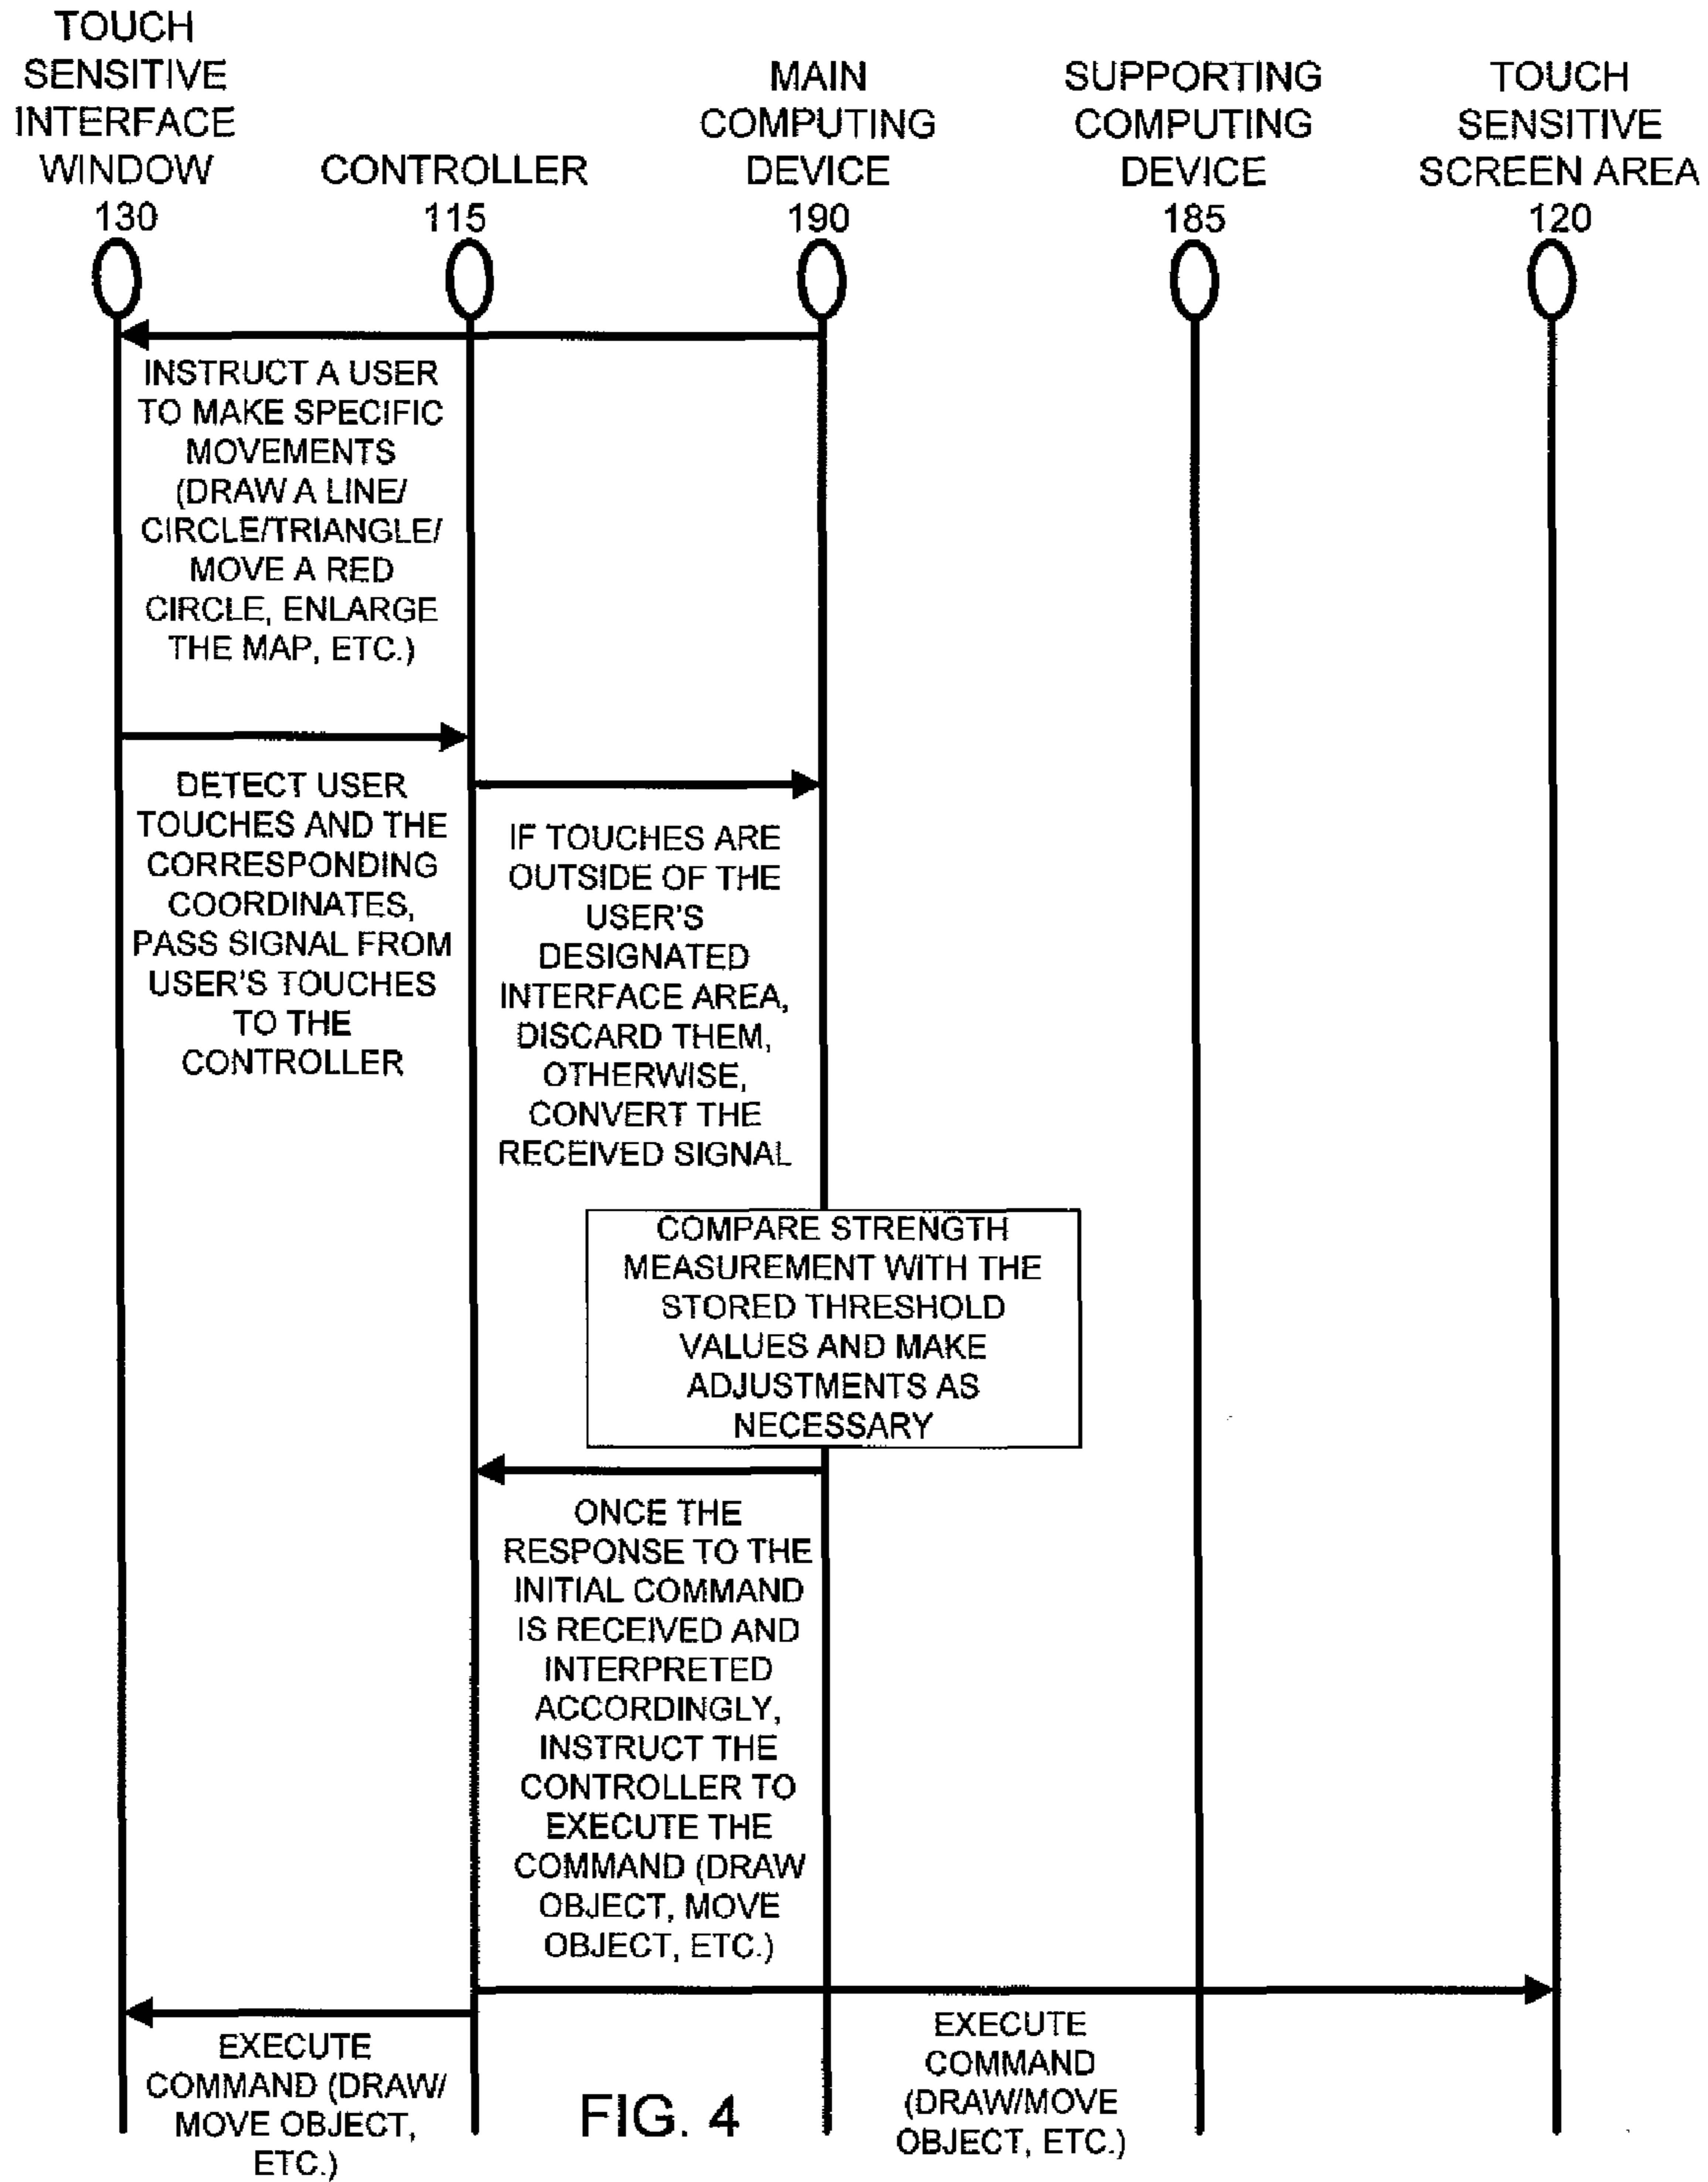 TOUCH
SENSITIVE
INTERFACE
WINDOW
130
CONTROLLER
115
MAIN
COMPUTING
DEVICE
190
SUPPORTING
COMPUTING
DEVICE
185
TOUCH
SENSITIVE
SCREEN AREA
120
INSTRUCT A USER
TO MAKE SPECIFIC
MOVEMENTS
(DRAW A LINE/
CIRCLE/TRIANGLE/
MOVE A RED
CIRCLE, ENLARGE
THE MAP, ETC.)
DETECT USER
TOUCHES AND THE
CORRESPONDING
COORDINATES,
PASS SIGNAL FROM
USER'S TOUCHES
TO THE
CONTROLLER
IF TOUCHES ARE
OUTSIDE OF THE
USER'S
DESIGNATED
INTERFACE AREA,
DISCARD THEM,
OTHERWISE,
CONVERT THE
RECEIVED SIGNAL
COMPARE STRENGTH
MEASUREMENT WITH THE
STORED THRESHOLD
VALUES AND MAKE
ADJUSTMENTS AS
NECESSARY
ONCE THE
RESPONSE TO THE
INITIAL COMMAND
IS RECEIVED AND
INTERPRETED
ACCORDINGLY,
INSTRUCT THE
CONTROLLER TO
EXECUTE THE
COMMAND (DRAW
OBJECT, MOVE
OBJECT, ETC.)
EXECUTE
COMMAND (DRAW/
MOVE OBJECT,
ETC.)
EXECUTE
COMMAND
(DRAW/MOVE
OBJECT, ETC.)
FIG. 4